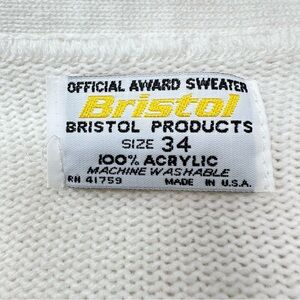 OFFICIAL AWARD SWEATER
Bristol
BRISTOL PRODUCTS
SIZE 34
100% ACRYLIC
MACHINE WASHABLE
RN 41759 MADE IN U.S.A.